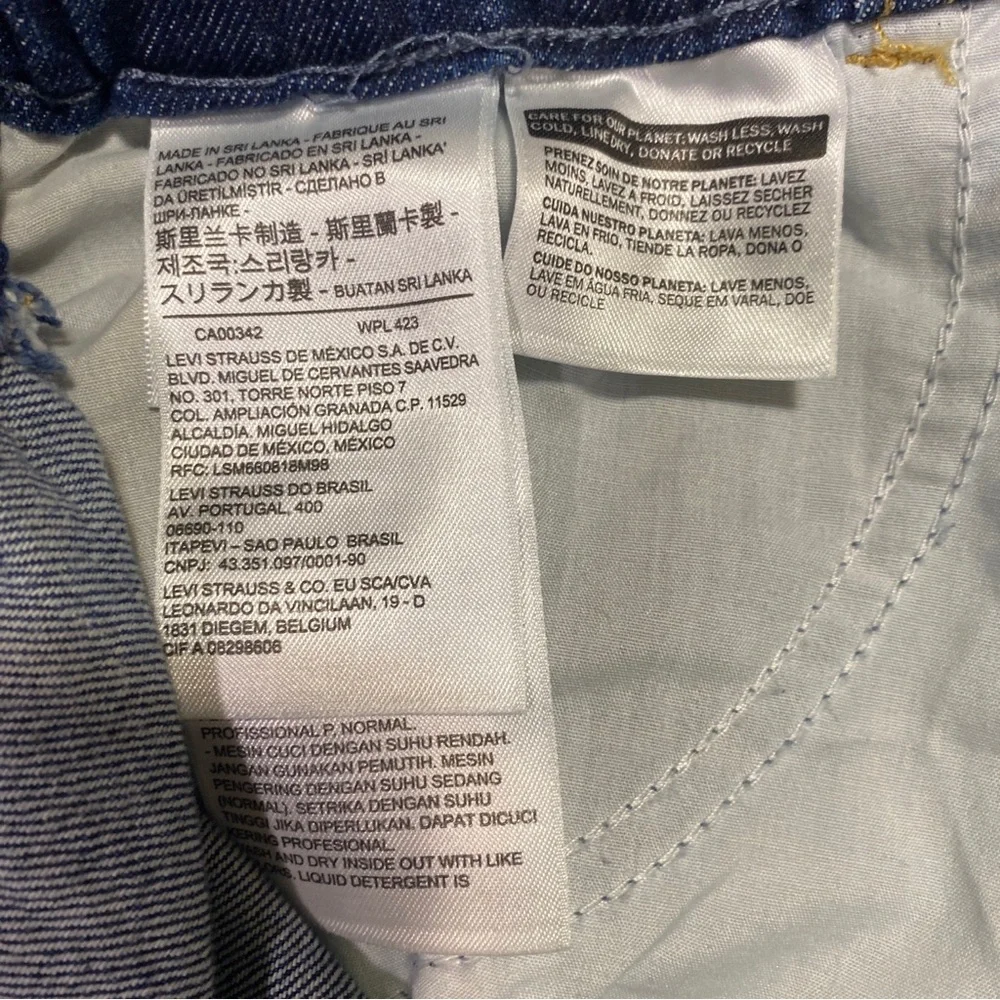 MADE IN SRI LANKA - FABRIQUE AU SRI
LANKA - FABRICADO EN SRI LANKA -
FABRICADO NO SRI LANKA - SRİ LANKA'
DA ÜRETİLMİSTİR - СДЕЛАНО В
ШРИ-ЛАНКЕ -
斯里兰卡制造 - 斯里蘭卡製 -
제조국:스리랑카 -
スリランカ製 - BUATAN SRI LANKA
CA00342 WPL 423
LEVI STRAUSS DE MÉXICO S.A. DE C.V.
BLVD. MIGUEL DE CERVANTES SAAVEDRA
NO. 301, TORRE NORTE PISO 7
COL. AMPLIACIÓN GRANADA C.P. 11529
ALCALDÍA. MIGUEL HIDALGO
CIUDAD DE MÉXICO, MÉXICO
RFC: LSM660818M98
LEVI STRAUSS DO BRASIL
AV. PORTUGAL, 400
06690-110
ITAPEVI – SAO PAULO BRASIL
CNPJ: 43.351.097/0001-90
LEVI STRAUSS & CO. EU SCA/CVA
LEONARDO DA VINCILAAN, 19 - D
1831 DIEGEM, BELGIUM
CIF A 08298606
PROFISSIONAL P. NORMAL.
- MESIN CUCI DENGAN SUHU RENDAH.
JANGAN GUNAKAN PEMUTIH. MESIN
PENGERING DENGAN SUHU SEDANG
(NORMAL). SETRIKA DENGAN SUHU
TINGGI JIKA DIPERLUKAN. DAPAT DICUCI
KERING PROFESIONAL.
AND DRY INSIDE OUT WITH LIKE
LIQUID DETERGENT IS
CARE FOR OUR PLANET: WASH LESS, WASH
COLD, LINE DRY, DONATE OR RECYCLE
PRENEZ SOIN DE NOTRE PLANETE: LAVEZ
MOINS, LAVEZ A FROID, LAISSEZ SECHER
NATURELLEMENT, DONNEZ OU RECYCLEZ
CUIDA NUESTRO PLANETA: LAVA MENOS,
LAVA EN FRIO, TIENDE LA ROPA, DONA O
RECICLA.
CUIDE DO NOSSO PLANETA: LAVE MENOS,
LAVE EM ÁGUA FRIA, SEQUE EM VARAL, DOE
OU RECICLE